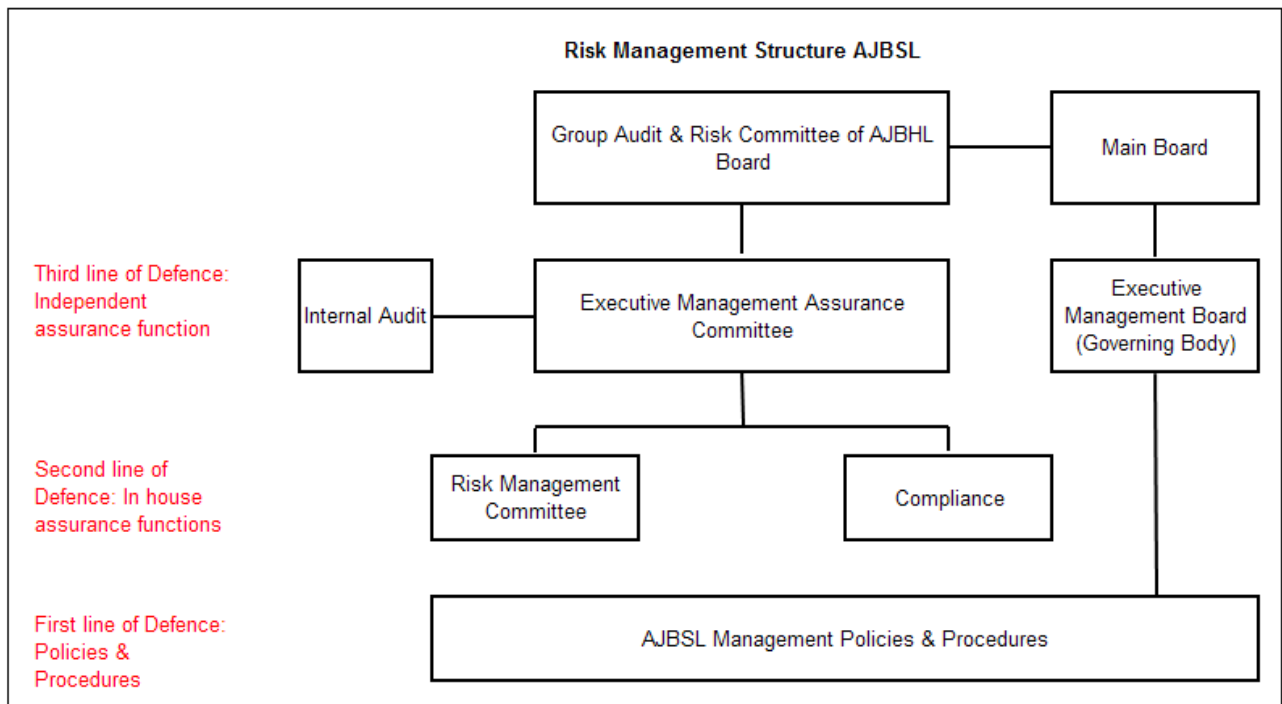 Risk Management Structure AJBSL
Group Audit & Risk Committee of AJBHL
Board
Main Board
Third line of Defence:
Independent
assurance function
Internal Audit
Executive Management Assurance
Committee
Executive
Management Board
(Governing Body)
Second line of
Defence: In house
assurance functions
Risk Management
Committee
Compliance
First line of Defence:
Policies &
Procedures
AJBSL Management Policies & Procedures